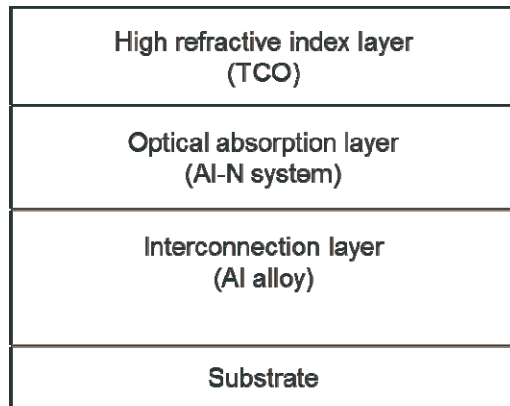 High refractive index layer
(TCO)
Optical absorption layer
(Al-N system)
Interconnection layer
(Al alloy)
Substrate